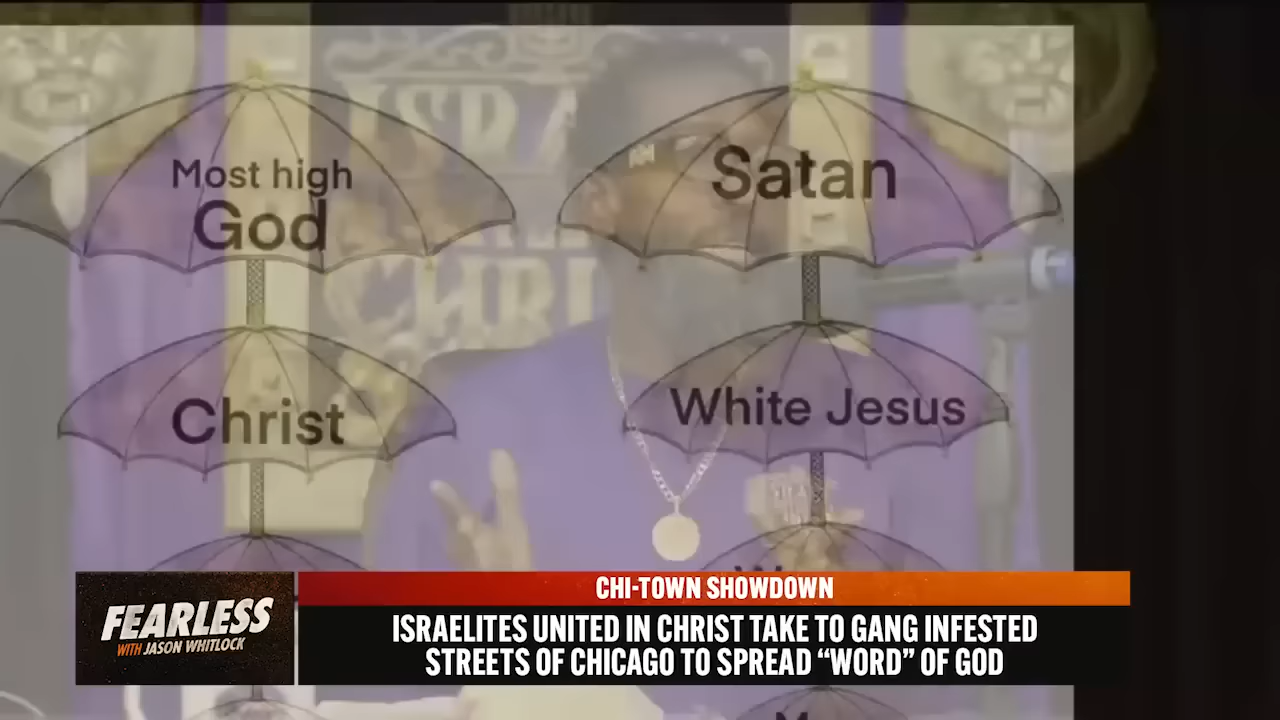 Most high
God
Satan
Christ
White Jesus
CHI-TOWN SHOWDOWN
FEARLESS
WITH JASON WHITLOCK
ISRAELITES UNITED IN CHRIST TAKE TO GANG INFESTED
STREETS OF CHICAGO TO SPREAD “WORD” OF GOD